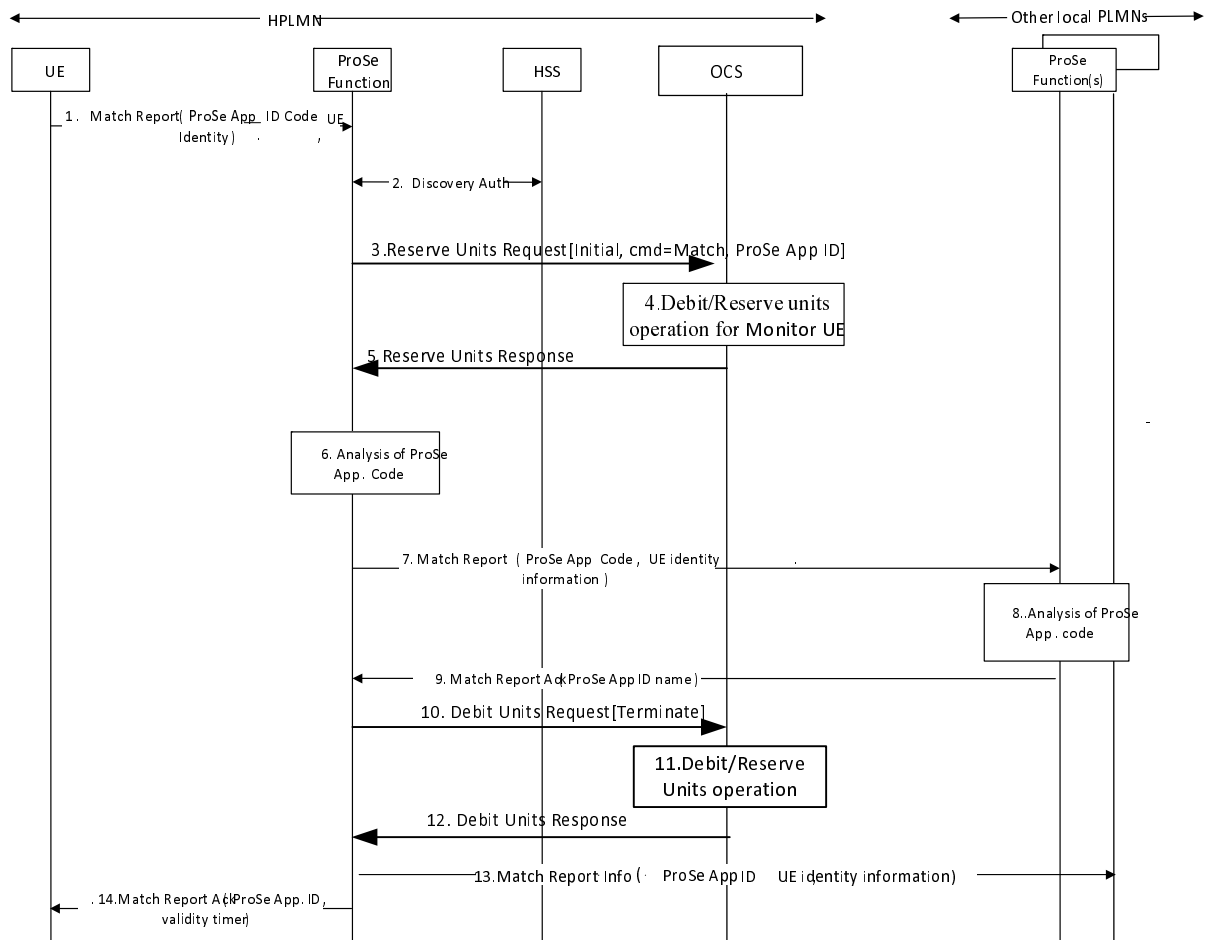 HPLMN
Other local PLMNs
UE
ProSe
Function
HSS
OCS
ProSe
Function(s)
1. Match Report( ProSe App_ ID Code, UE
Identity)
2. Discovery Auth
3.Reserve Units Request[Initial, cmd=Match, ProSe App ID]
4.Debit/Reserve units
operation for Monitor UE
5.Reserve Units Response
6. Analysis of ProSe
App. Code
7. Match Report ( ProSe App Code, UE identity
information )
8..Analysis of ProSe
App. code
9. Match Report Ack(ProSe App ID name)
10. Debit Units Request[Terminate]
11.Debit/Reserve
Units operation
12. Debit Units Response
13.Match Report Info ( ProSe App ID, UE identity information)
. 14.Match Report Ack(ProSe App. ID,
validity timer)